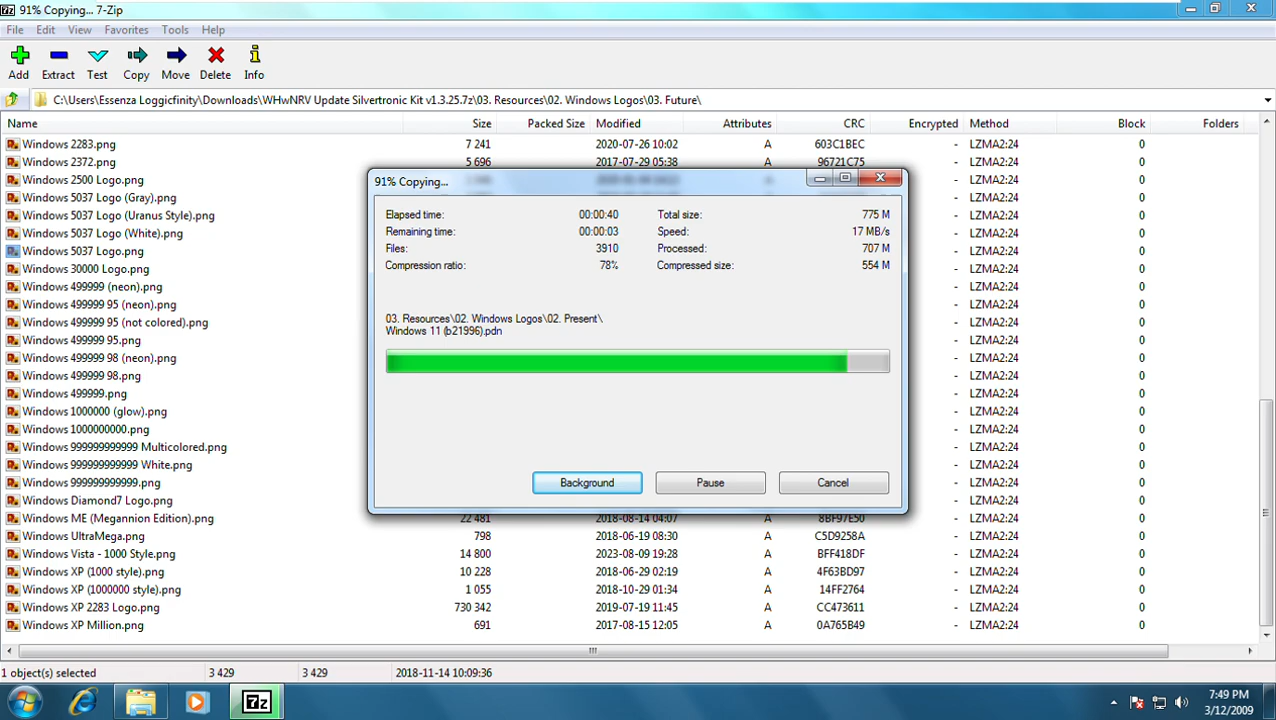 91% Copying... 7-Zip
File Edit View Favorites Tools Help
Add Extract Test Copy Move Delete Info
C:\Users\Essenza Loggicfinity\Downloads\WHwNRV Update Silvertronic Kit v1.3.25.7z\03. Resources\02. Windows Logos\03. Future\
Name Size Packed Size Modified Attributes CRC Encrypted Method Block Folders
Windows 2283.png 7 241 2020-07-26 10:02 A 603C1BEC - LZMA2:24 0
Windows 2372.png 5 696 2017-07-29 05:38 A 96721C75 - LZMA2:24 0
Windows 2500 Logo.png - LZMA2:24 0
Windows 5037 Logo (Gray).png - LZMA2:24 0
Windows 5037 Logo (Uranus Style).png - LZMA2:24 0
Windows 5037 Logo (White).png - LZMA2:24 0
Windows 5037 Logo.png - LZMA2:24 0
Windows 30000 Logo.png - LZMA2:24 0
Windows 499999 (neon).png - LZMA2:24 0
Windows 499999 95 (neon).png - LZMA2:24 0
Windows 499999 95 (not colored).png - LZMA2:24 0
Windows 499999 95.png - LZMA2:24 0
Windows 499999 98 (neon).png - LZMA2:24 0
Windows 499999 98.png - LZMA2:24 0
Windows 499999.png - LZMA2:24 0
Windows 1000000 (glow).png - LZMA2:24 0
Windows 1000000000.png - LZMA2:24 0
Windows 999999999999 Multicolored.png - LZMA2:24 0
Windows 999999999999 White.png - LZMA2:24 0
Windows 999999999999.png - LZMA2:24 0
Windows Diamond7 Logo.png - LZMA2:24 0
Windows ME (Megannion Edition).png 22 481 2018-08-14 04:07 A 8BF97E50 - LZMA2:24 0
Windows UltraMega.png 798 2018-06-19 08:30 A C5D9258A - LZMA2:24 0
Windows Vista - 1000 Style.png 14 800 2023-08-09 19:28 A BFF418DF - LZMA2:24 0
Windows XP (1000 style).png 10 228 2018-06-29 02:19 A 4F63BD97 - LZMA2:24 0
Windows XP (1000000 style).png 1 055 2018-10-29 01:34 A 14FF2764 - LZMA2:24 0
Windows XP 2283 Logo.png 730 342 2019-07-19 11:45 A CC473611 - LZMA2:24 0
Windows XP Million.png 691 2017-08-15 12:05 A 0A765B49 - LZMA2:24 0
91% Copying...
Elapsed time: 00:00:40 Total size: 775 M
Remaining time: 00:00:03 Speed: 17 MB/s
Files: 3910 Processed: 707 M
Compression ratio: 78% Compressed size: 554 M
03. Resources\02. Windows Logos\02. Present\
Windows 11 (b21996).pdn
Background Pause Cancel
1 object(s) selected 3 429 3 429 2018-11-14 10:09:36
7z
7:49 PM
3/12/2009